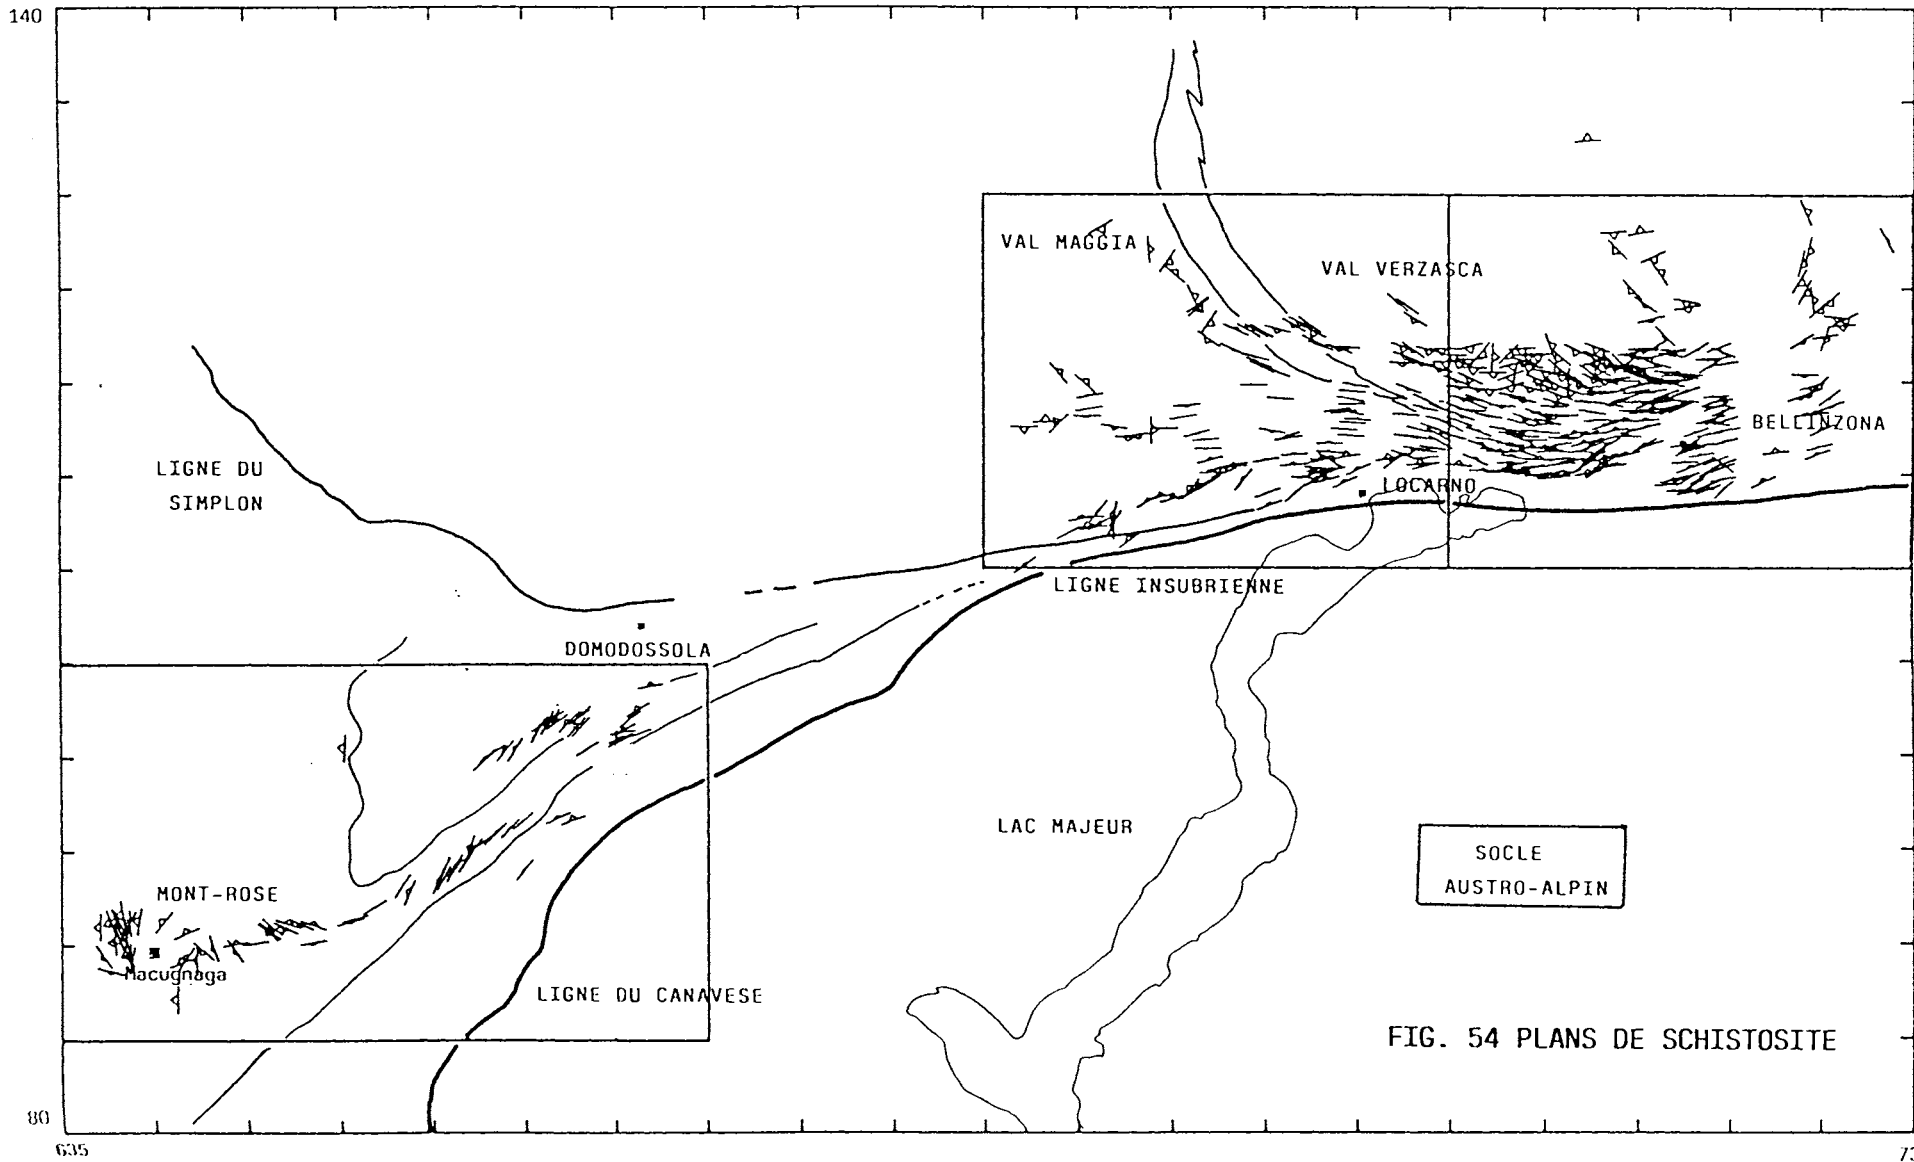 140
VAL MAGGIA
VAL VERZASCA
BELLINZONA
LIGNE DU
SIMPLON
LOCARNO
LIGNE INSUBRIENNE
DOMODOSSOLA
LAC MAJEUR
SOCLE
AUSTRO-ALPIN
MONT-ROSE
Macugnaga
LIGNE DU CANAVESE
FIG. 54 PLANS DE SCHISTOSITE
80
635